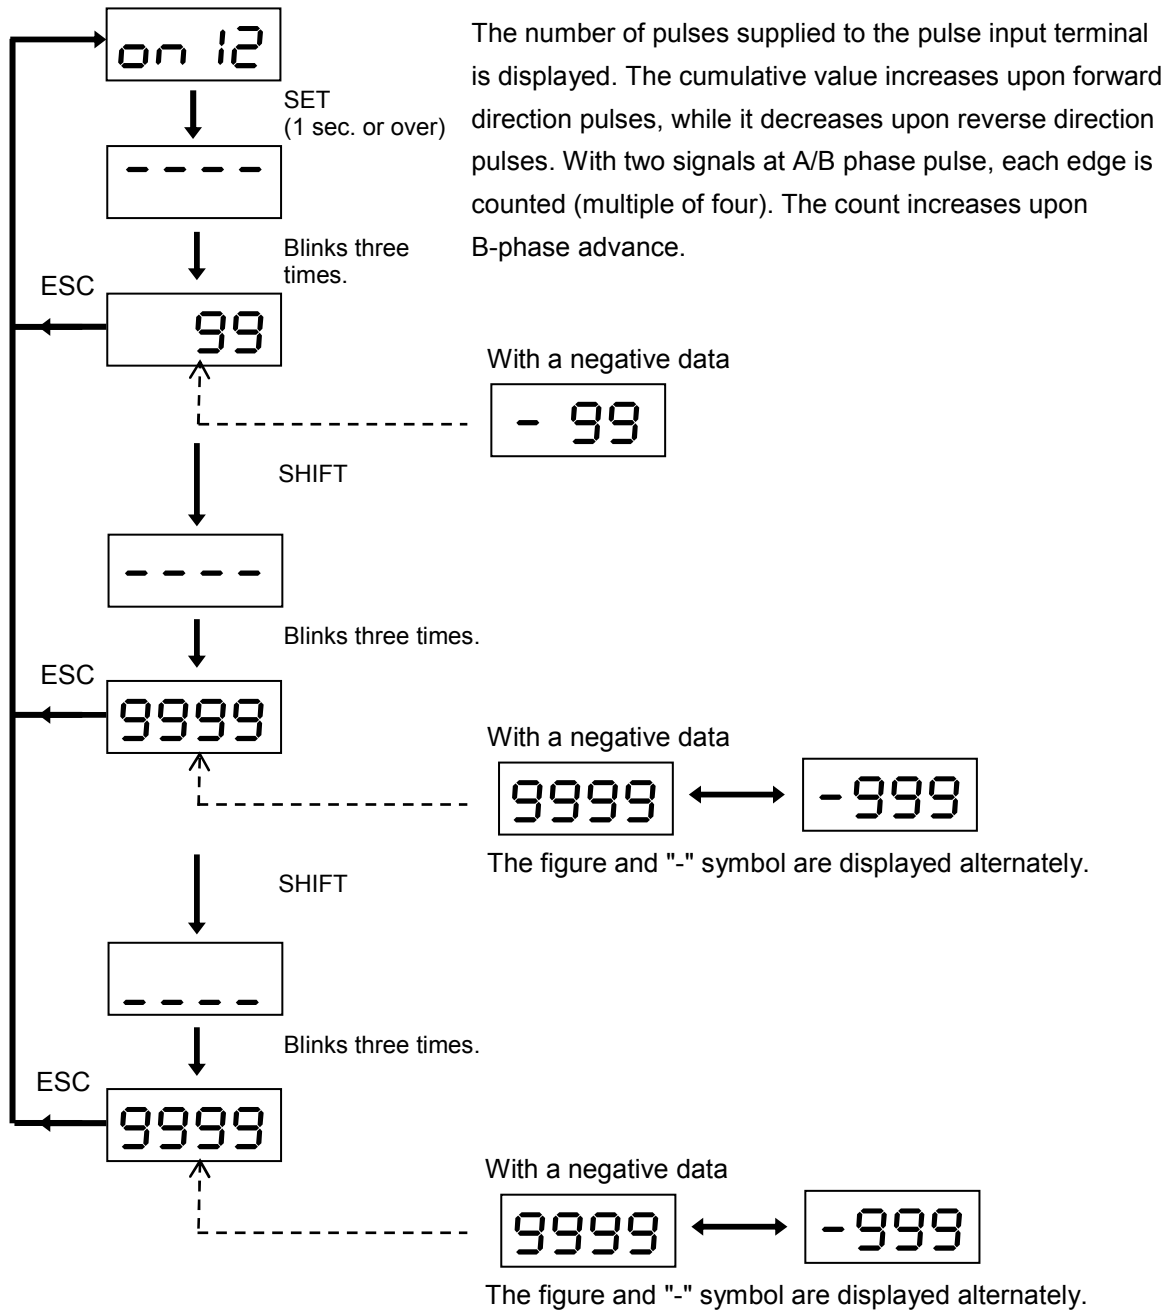 on 12
The number of pulses supplied to the pulse input terminal
is displayed. The cumulative value increases upon forward
direction pulses, while it decreases upon reverse direction
pulses. With two signals at A/B phase pulse, each edge is
counted (multiple of four). The count increases upon
B-phase advance.
SET
(1 sec. or over)
- - - -
Blinks three
times.
ESC
99
With a negative data
- 99
SHIFT
- - - -
Blinks three times.
ESC
9999
With a negative data
9999
-999
The figure and "-" symbol are displayed alternately.
SHIFT
- - - -
Blinks three times.
ESC
9999
With a negative data
9999
-999
The figure and "-" symbol are displayed alternately.